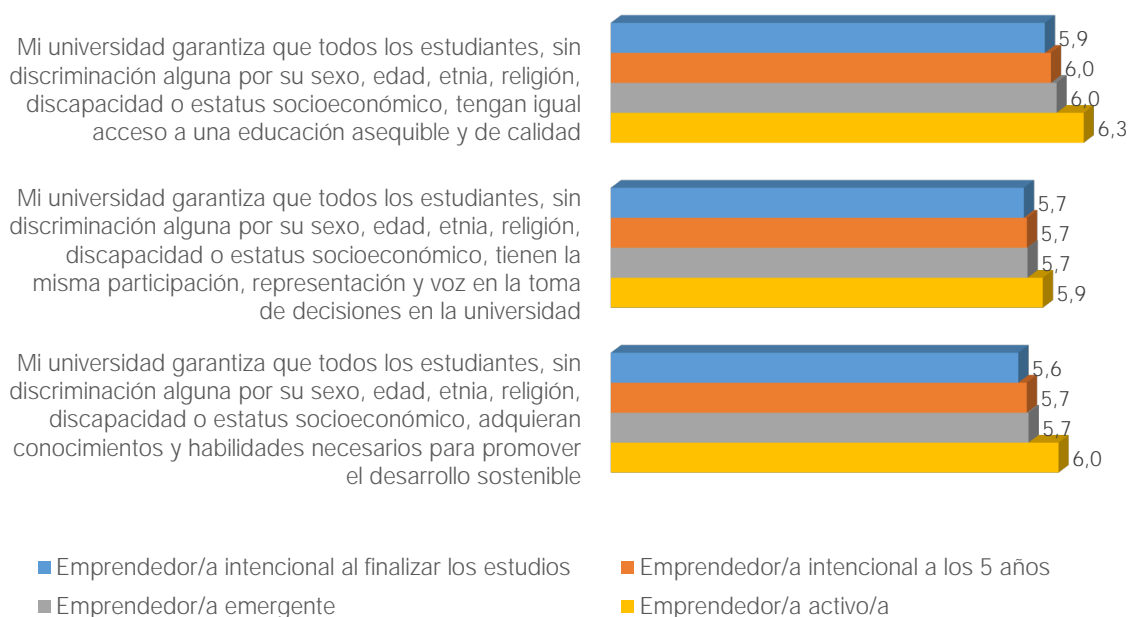 Mi universidad garantiza que todos los estudiantes, sin
discriminación alguna por su sexo, edad, etnia, religión,
discapacidad o estatus socioeconómico, tengan igual
acceso a una educación asequible y de calidad
5,9
6,0
6,0
6,3
Mi universidad garantiza que todos los estudiantes, sin
discriminación alguna por su sexo, edad, etnia, religión,
discapacidad o estatus socioeconómico, tienen la
misma participación, representación y voz en la toma
de decisiones en la universidad
5,7
5,7
5,7
5,9
Mi universidad garantiza que todos los estudiantes, sin
discriminación alguna por su sexo, edad, etnia, religión,
discapacidad o estatus socioeconómico, adquieran
conocimientos y habilidades necesarios para promover
el desarrollo sostenible
5,6
5,7
5,7
6,0
Emprendedor/a intencional al finalizar los estudios
Emprendedor/a intencional a los 5 años
Emprendedor/a emergente
Emprendedor/a activo/a